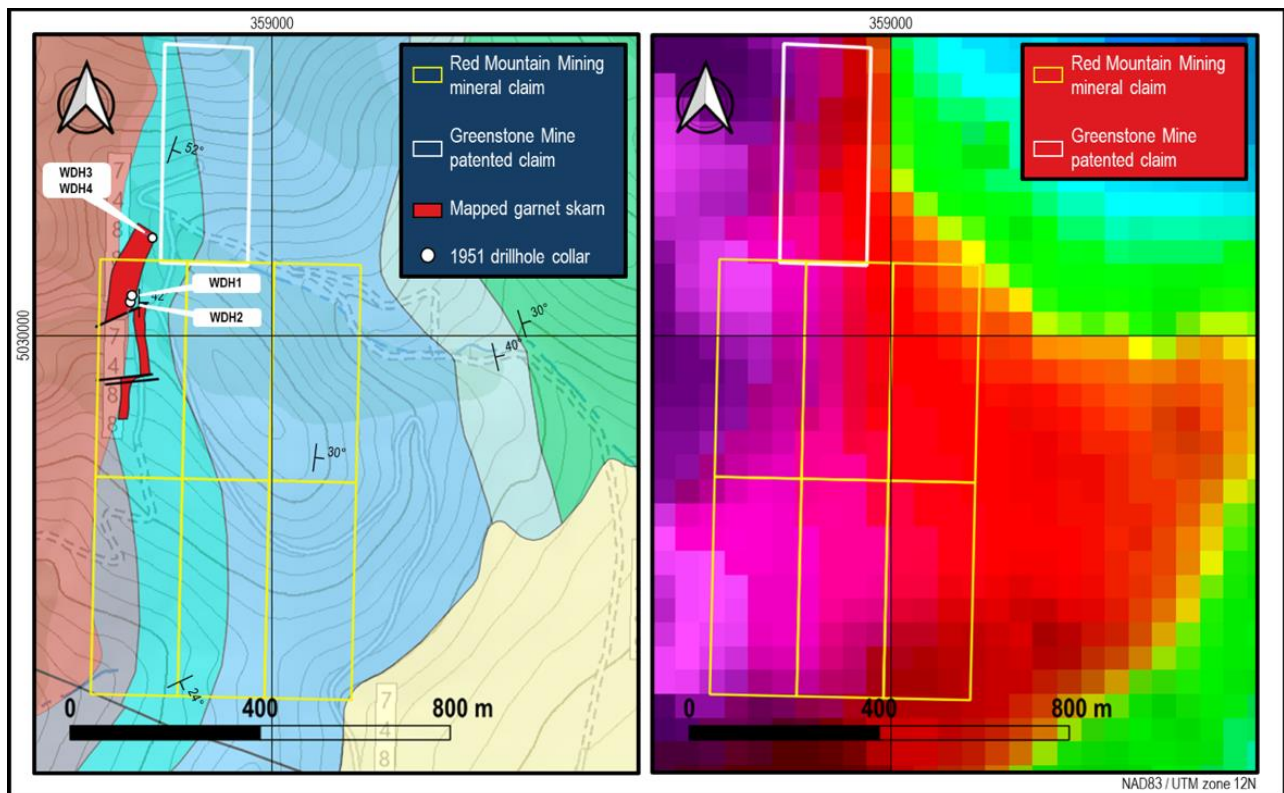 359000
359000
5030000
Red Mountain Mining
mineral claim
Greenstone Mine
patented claim
Mapped garnet skarn
1951 drillhole collar
WDH3
WDH4
WDH1
WDH2
52°
42
30°
40°
30°
24°
7
4
8
7
4
8
8
7
4
8
0
400
800 m
Red Mountain Mining
mineral claim
Greenstone Mine
patented claim
0
400
800 m
NAD83 / UTM zone 12N